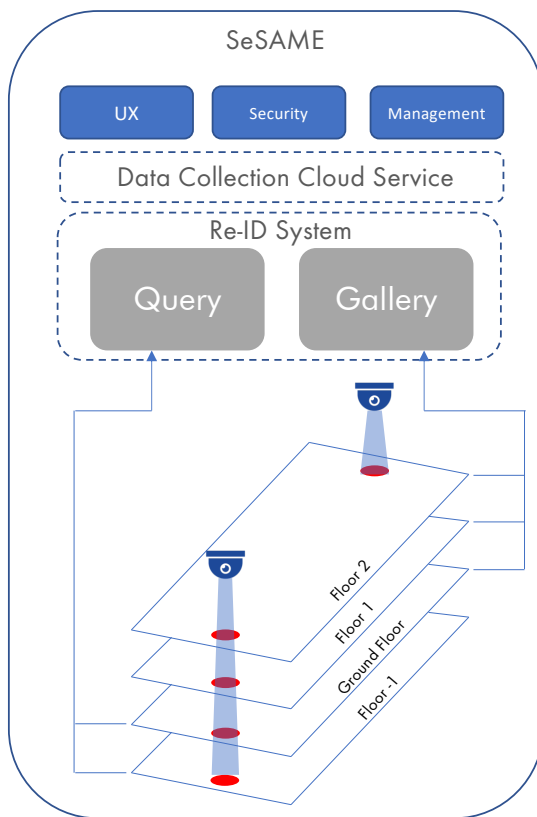 SeSAME
UX
Security
Management
Data Collection Cloud Service
Re-ID System
Query
Gallery
Floor 2
Floor 1
Ground Floor
Floor -1